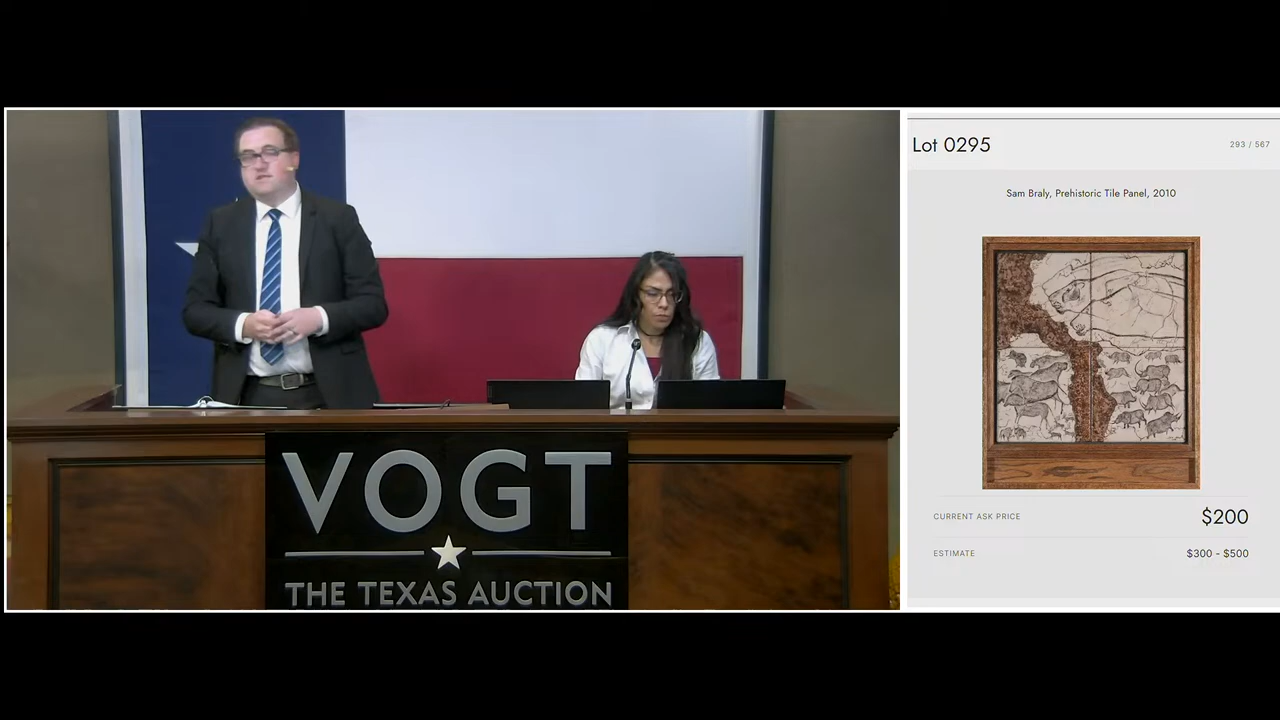 VOGT
THE TEXAS AUCTION
Lot 0295
293 / 567
Sam Braly, Prehistoric Tile Panel, 2010
CURRENT ASK PRICE
$200
ESTIMATE
$300 - $500